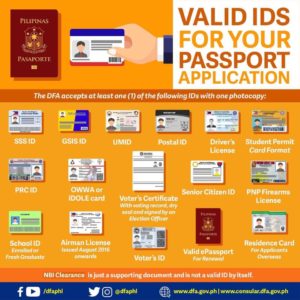 PILIPINAS
PASAPORTE
VALID IDS
FOR YOUR
PASSPORT
APPLICATION
The DFA accepts at least one (1) of the following IDs with one photocopy:
SSS ID
GSIS ID
UMID
Postal ID
Driver's
License
Student Permit
Card Format
PRC ID
OWWA or
iDOLE card
Voter's Certificate
With voting record, dry
seal and signed by an
Election Officer
Senior Citizen ID
PNP Firearms
License
School ID
Enrolled or
Fresh Graduate
Airman License
Issued August 2016
onwards
Voter's ID
Valid ePassport
For Renewal
Residence Card
For Applicants
Overseas
NBI Clearance is just a supporting document and is not a valid ID by itself.
/dfaphl
@dfaphl
www.dfa.gov.ph | www.consular.dfa.gov.ph